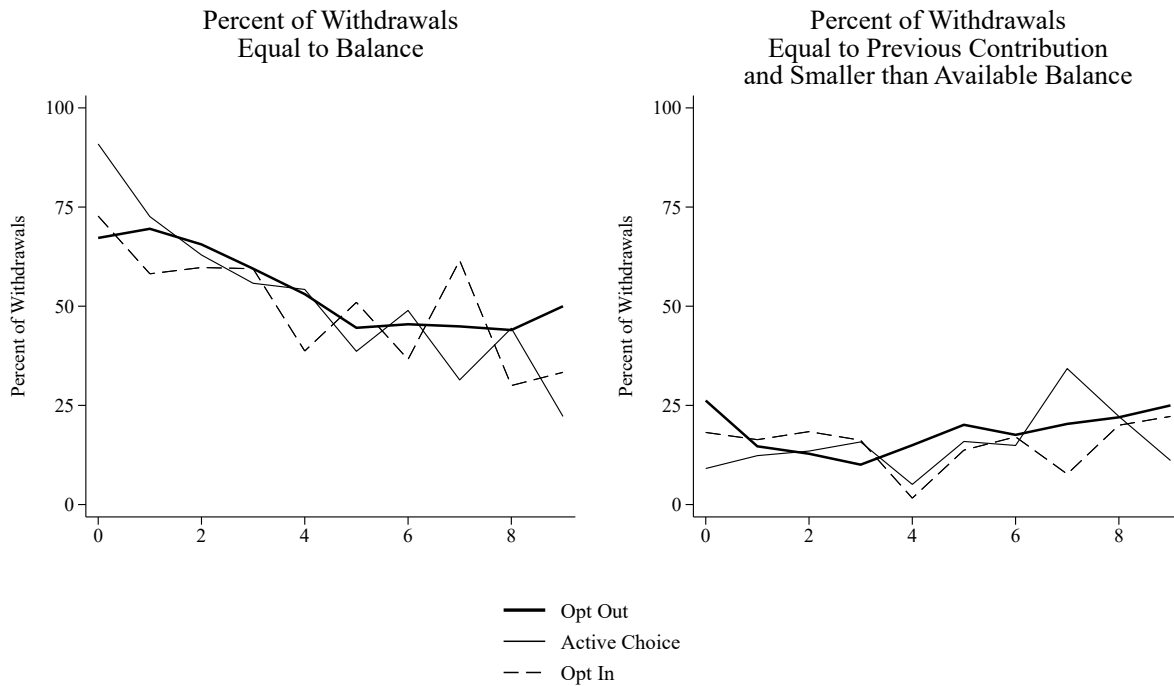 Percent of Withdrawals
Equal to Balance
100
75
50
25
0
Percent of Withdrawals
0 2 4 6 8
Percent of Withdrawals
Equal to Previous Contribution
and Smaller than Available Balance
100
75
50
25
0
Percent of Withdrawals
0 2 4 6 8
Opt Out
Active Choice
Opt In